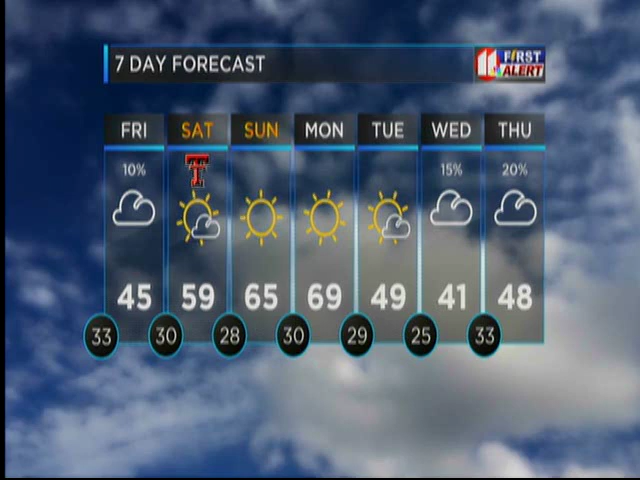 7 DAY FORECAST
11 FIRST ALERT
FRI SAT SUN MON TUE WED THU
10% T 15% 20%
45 59 65 69 49 41 48
33 30 28 30 29 25 33